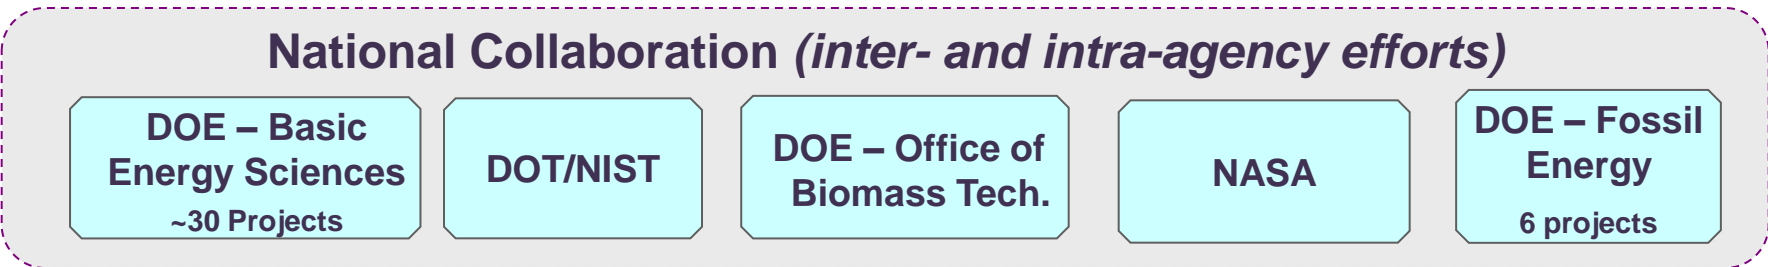 National Collaboration (inter- and intra-agency efforts)
DOE – Basic
Energy Sciences
~30 Projects
DOT/NIST
DOE – Office of
Biomass Tech.
NASA
DOE – Fossil
Energy
6 projects